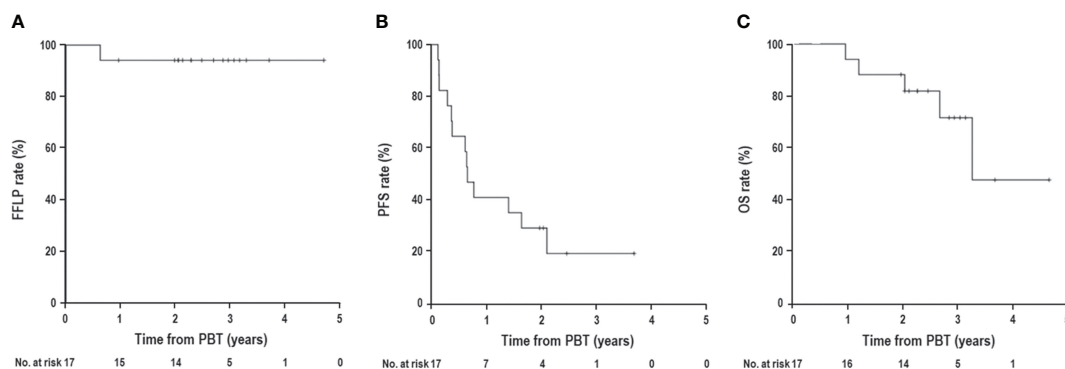 A
100
80
60
40
20
0
FFLP rate (%)
0 1 2 3 4 5
Time from PBT (years)
No. at risk 17 15 14 5 1 0
B
100
80
60
40
20
0
PFS rate (%)
0 1 2 3 4 5
Time from PBT (years)
No. at risk 17 7 4 1 0 0
C
100
80
60
40
20
0
OS rate (%)
0 1 2 3 4 5
Time from PBT (years)
No. at risk 17 16 14 5 1